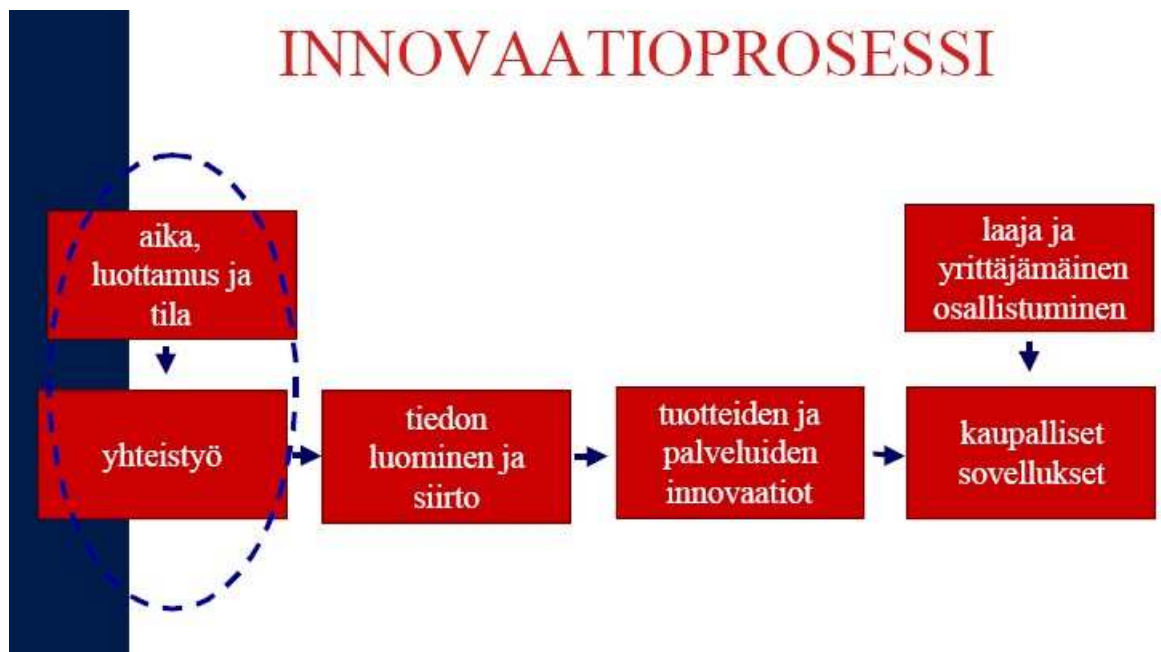 INNOVAATIOPROSESSI
aika,
luottamus ja
tila
laaja ja
yrittäjämäinen
osallistuminen
yhteistyö
tiedon
luominen ja
siirto
tuotteiden ja
palveluiden
innovaatiot
kaupalliset
sovellukset